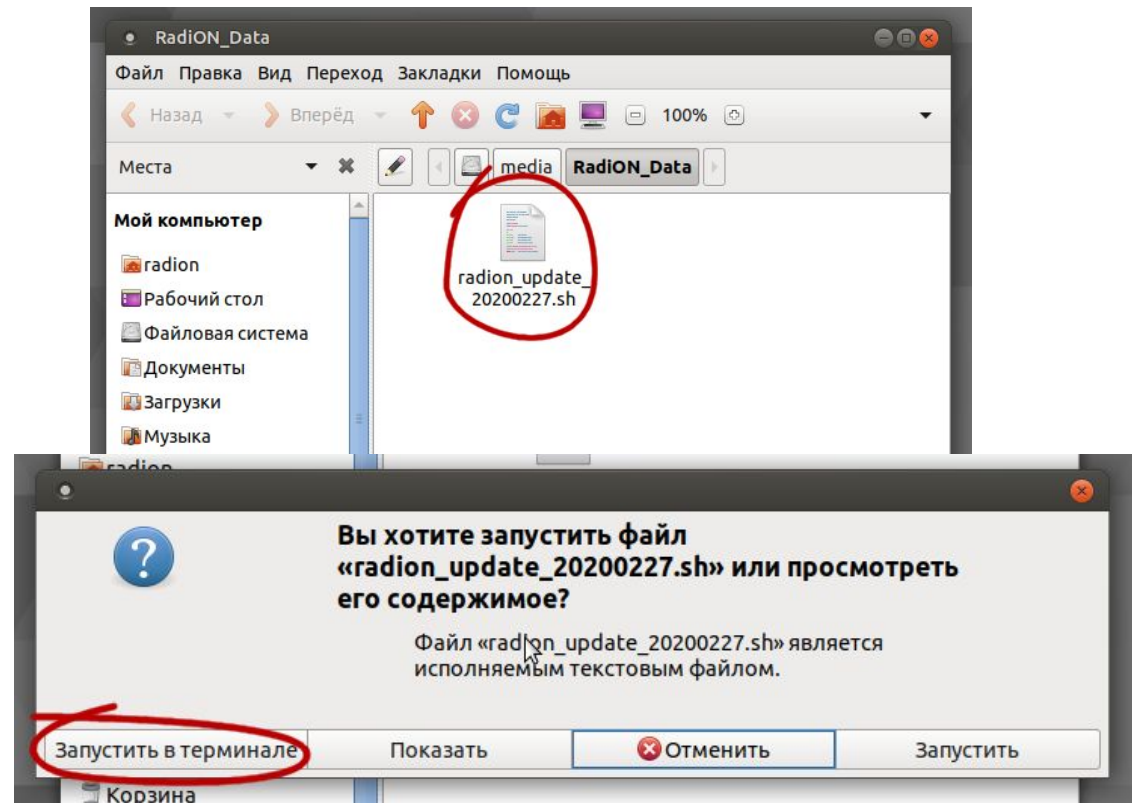 RadiON_Data
Файл Правка Вид Переход Закладки Помощь
Назад Вперёд 100%
Места media RadiON_Data
Мой компьютер
radion
Рабочий стол
Файловая система
Документы
Загрузки
Музыка
radion_update_
20200227.sh
radion
Вы хотите запустить файл
«radion_update_20200227.sh» или просмотреть
его содержимое?
Файл «radion_update_20200227.sh» является
исполняемым текстовым файлом.
Запустить в терминале Показать Отменить Запустить
Корзина